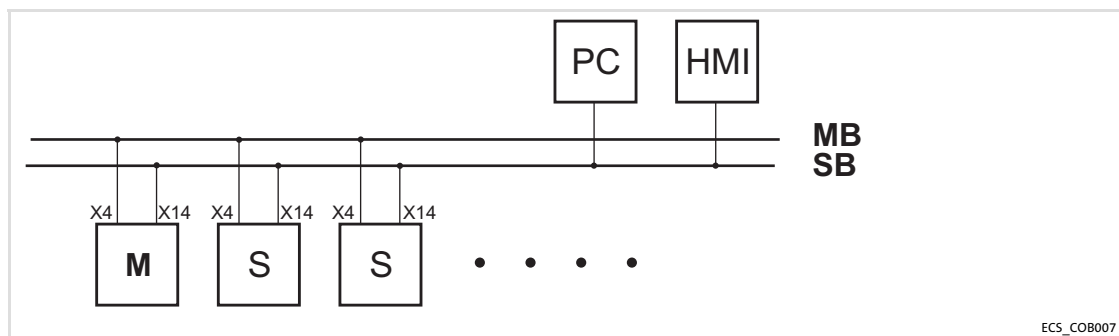 PC HMI
MB
SB
X4 X14 X4 X14 X4 X14
M S S
ECS_COB007